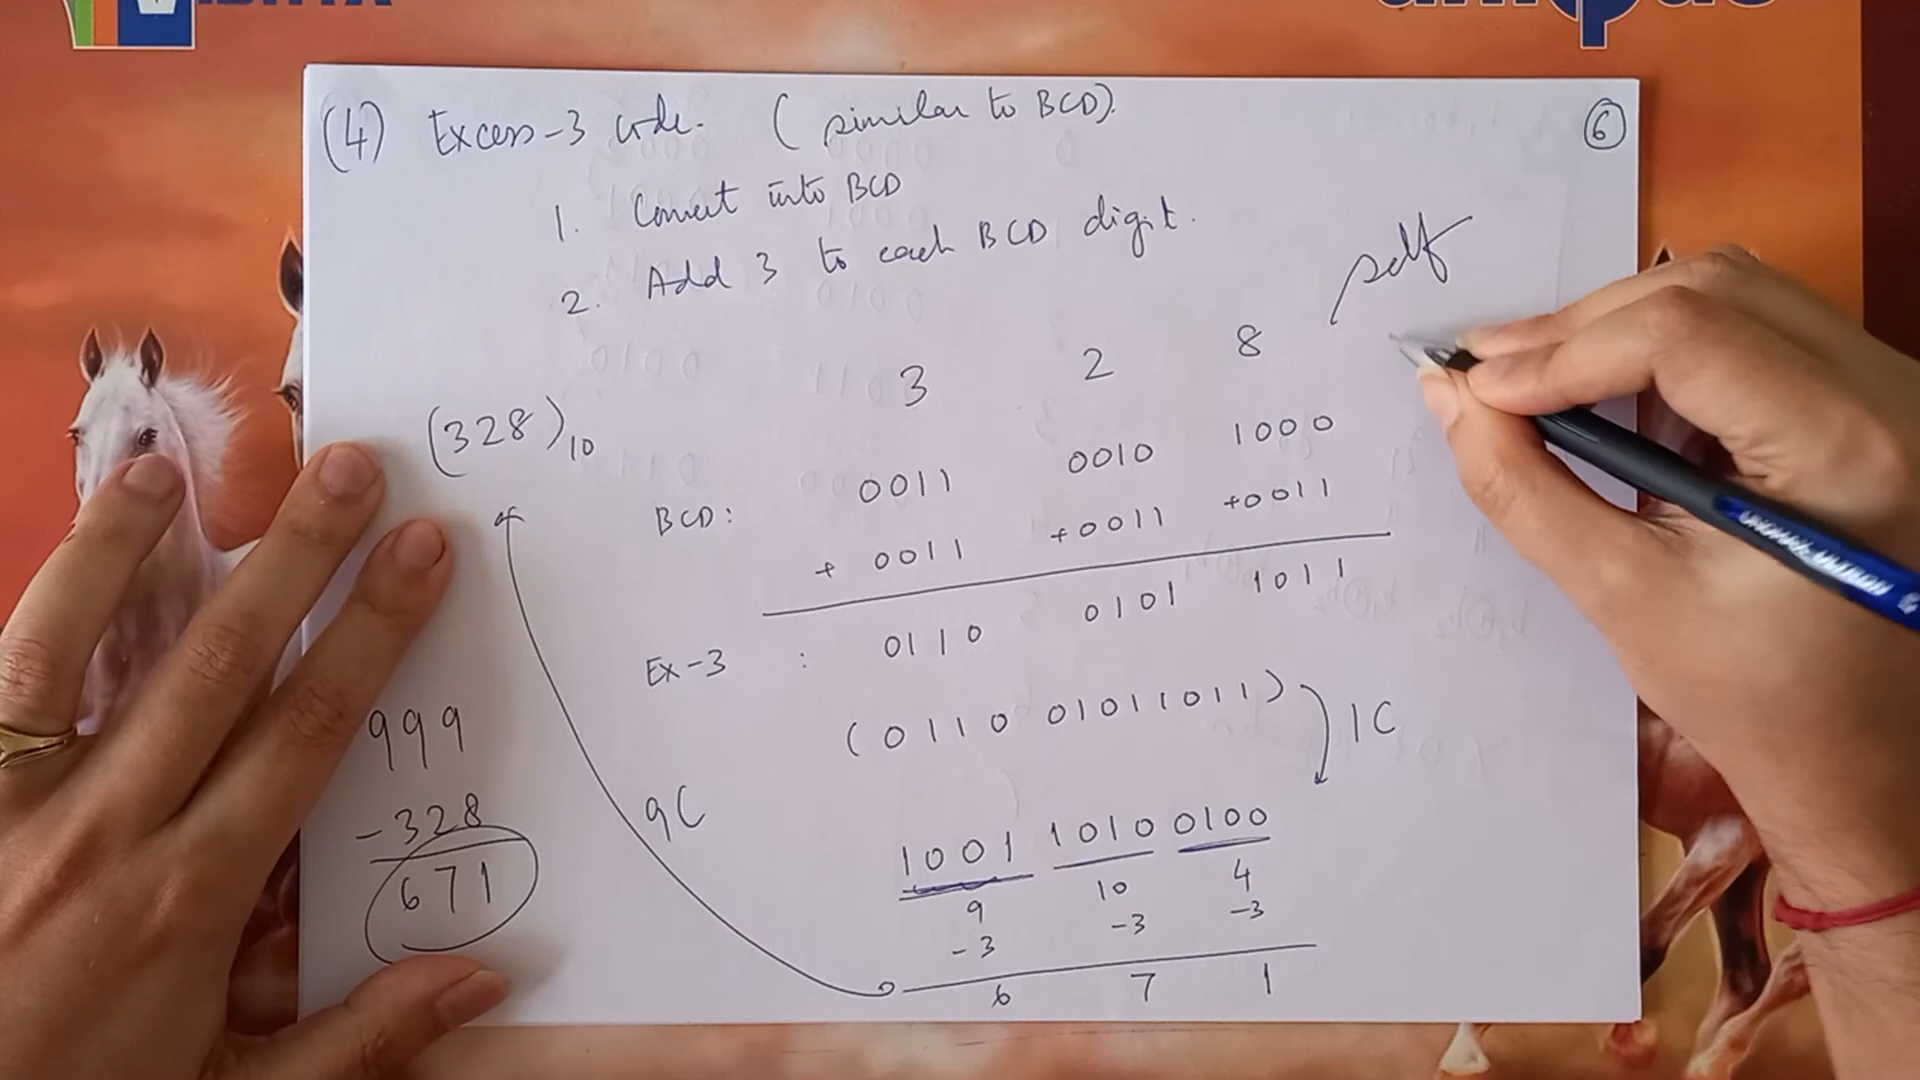 (4) Excess-3 code. (similar to BCD).
6
1. Convert into BCD
2. Add 3 to each BCD digit.
self
(328)10
3 2 8
BCD: 0011 0010 1000
+ 0011 +0011 +0011
Ex-3 : 0110 0101 1011
(0110 01011011)
1C
999
-328
671
9C
1001 1010 0100
9 10 4
-3 -3 -3
6 7 1